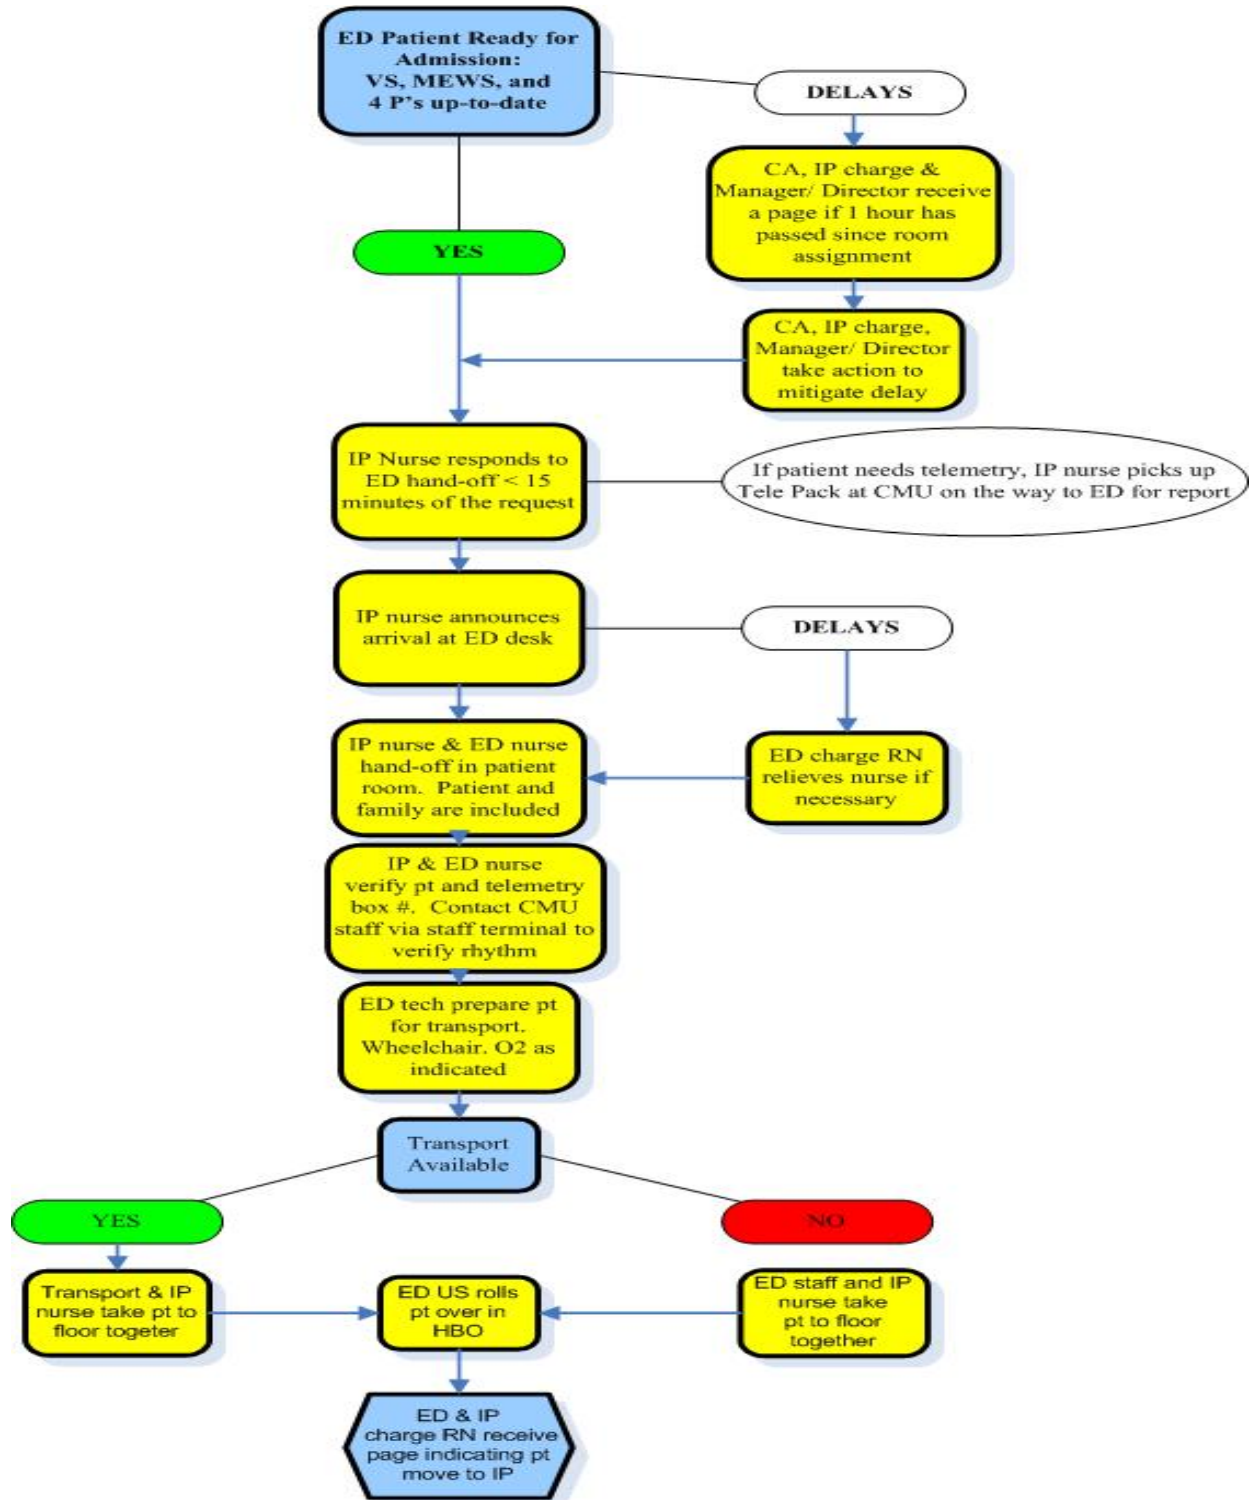 ED Patient Ready for
Admission:
VS, MEWS, and
4 P's up-to-date
DELAYS
CA, IP charge &
Manager/ Director receive
a page if 1 hour has
passed since room
assignment
YES
CA, IP charge,
Manager/ Director
take action to
mitigate delay
IP Nurse responds to
ED hand-off < 15
minutes of the request
If patient needs telemetry, IP nurse picks up
Tele Pack at CMU on the way to ED for report
IP nurse announces
arrival at ED desk
DELAYS
IP nurse & ED nurse
hand-off in patient
room. Patient and
family are included
ED charge RN
relieves nurse if
necessary
IP & ED nurse
verify pt and telemetry
box #. Contact CMU
staff via staff terminal to
verify rhythm
ED tech prepare pt
for transport.
Wheelchair. O2 as
indicated
Transport
Available
YES
NO
Transport & IP
nurse take pt to
floor togeter
ED US rolls
pt over in
HBO
ED staff and IP
nurse take
pt to floor
together
ED & IP
charge RN receive
page indicating pt
move to IP